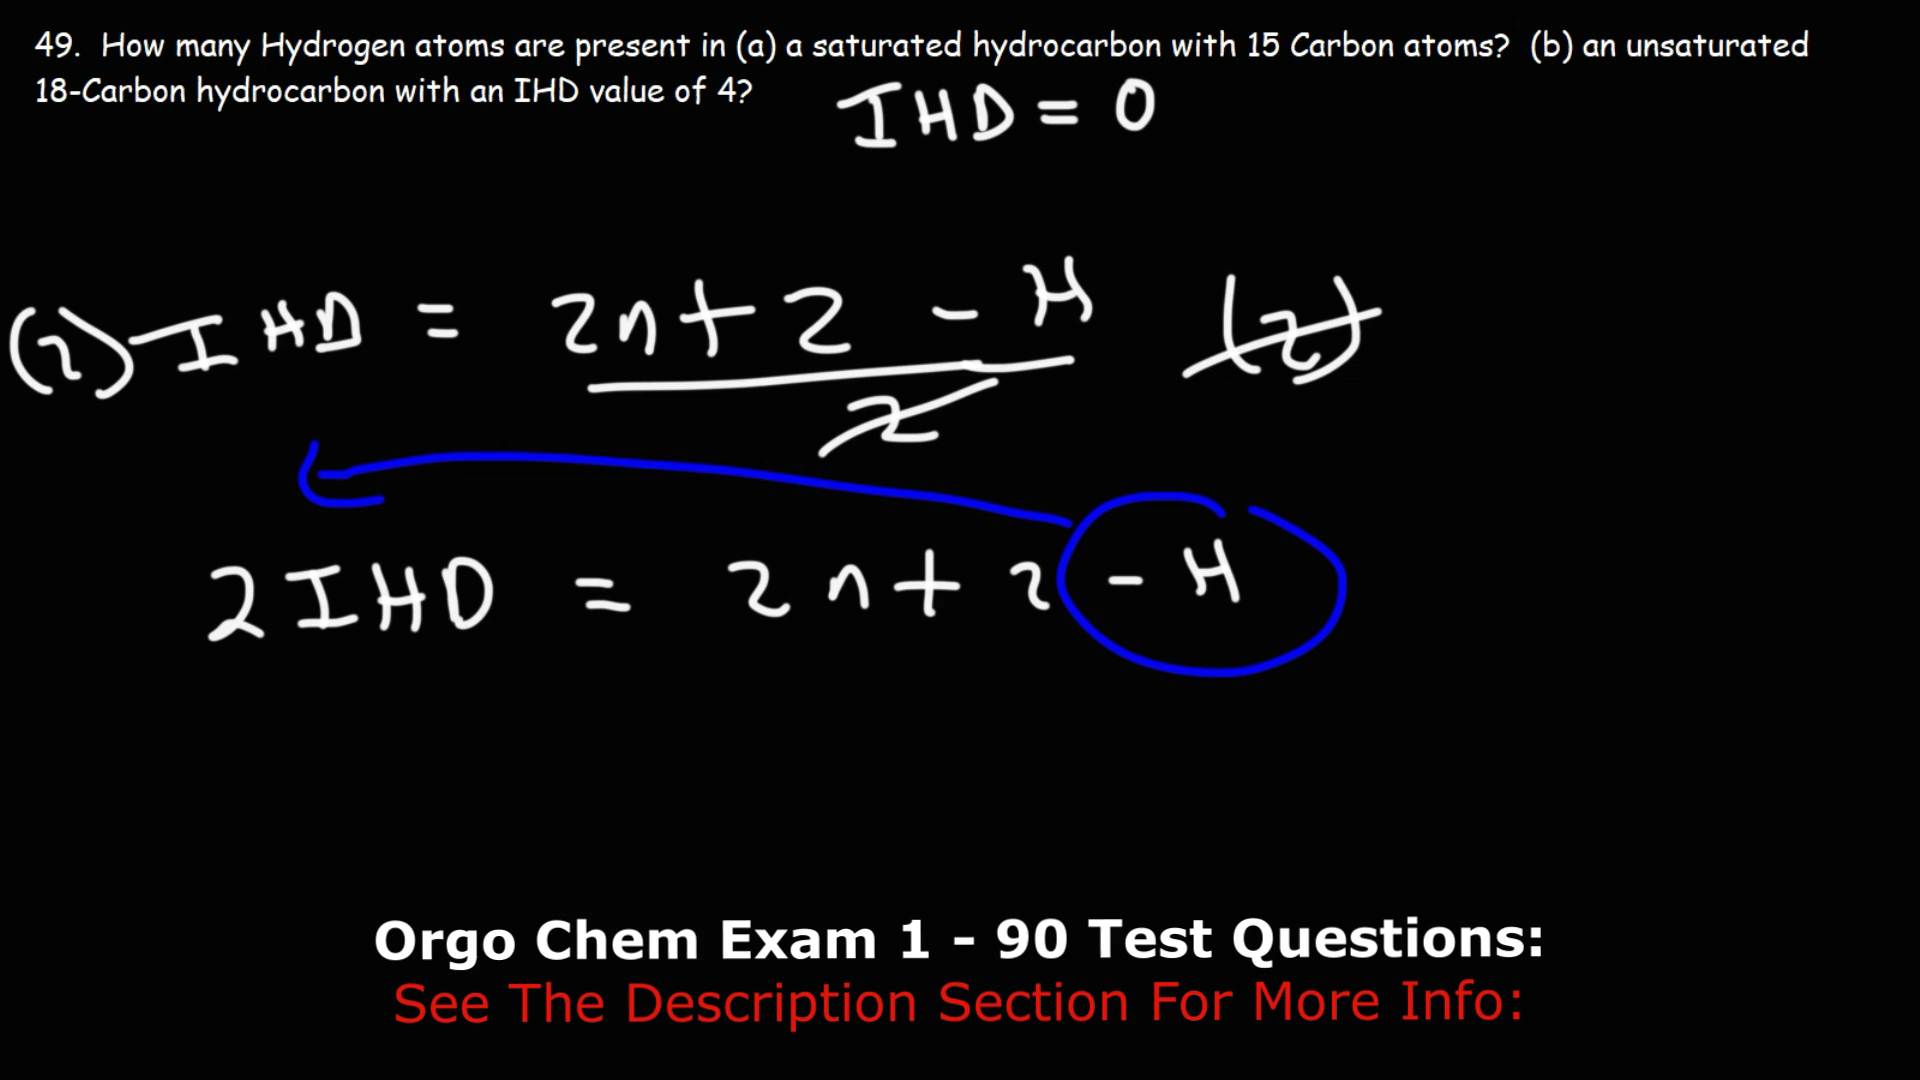 49. How many Hydrogen atoms are present in (a) a saturated hydrocarbon with 15 Carbon atoms? (b) an unsaturated
18-Carbon hydrocarbon with an IHD value of 4?
IHD = 0
(2) IHD = 2n + 2 - H (2)
2
2IHD = 2n + 2 - H
Orgo Chem Exam 1 - 90 Test Questions:
See The Description Section For More Info: